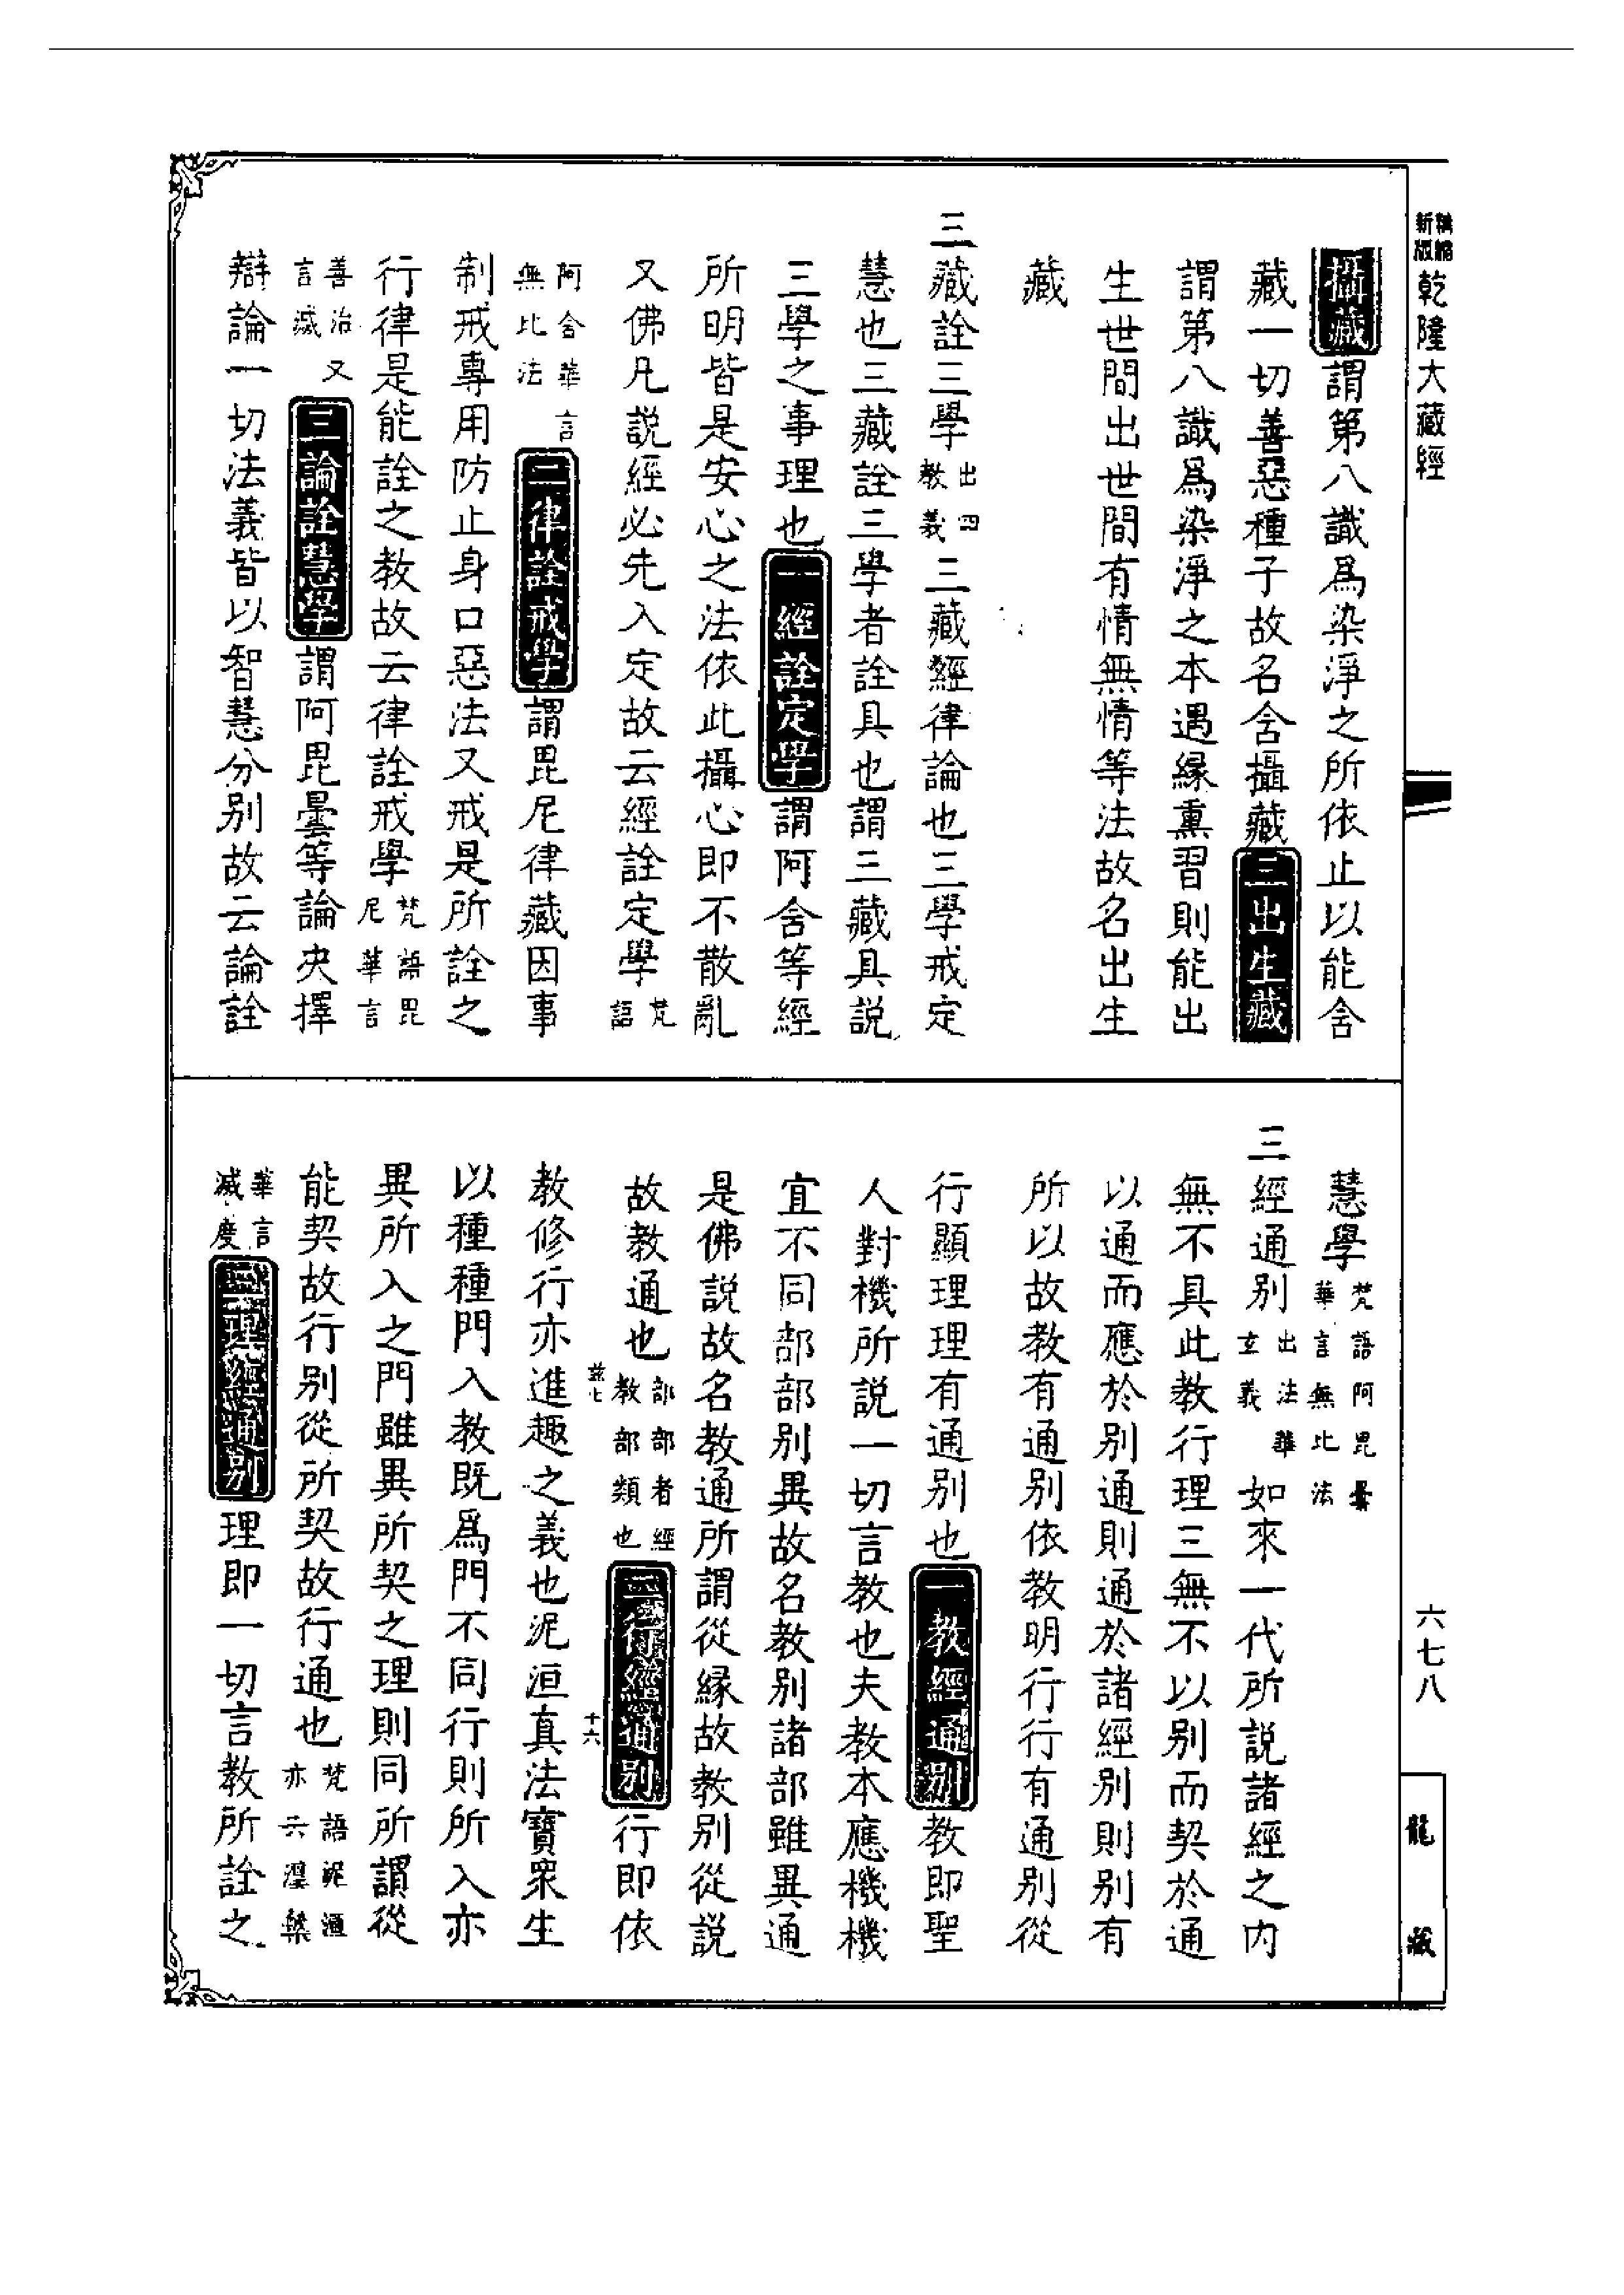 新版精縮乾隆大藏經
攝藏謂第八識爲染淨之所依止以能含
藏一切善惡種子故名含攝藏三出生藏
謂第八識爲染淨之本遇緣熏習則能出
生世間出世間有情無情等法故名出生
藏
三藏詮三學出四教義三藏經律論也三學戒定
慧也三藏詮三學者詮具也謂三藏具說
三學之事理也一經詮定學謂阿含等經
所明皆是安心之法依此攝心即不散亂
又佛凡說經必先入定故云經詮定學梵語
阿含華言無比法二律詮戒學謂毘尼律藏因事
制戒專用防止身口惡法又戒是所詮之
行律是能詮之教故云律詮戒學梵語毘尼華言
善治又言滅三論詮慧學謂阿毘曇等論決擇
辯論一切法義皆以智慧分別故云論詮
慧學梵語阿毘曇華言無比法
三經通別出法華玄義如來一代所說諸經之內
無不具此教行理三無不以別而契於通
以通而應於別通則通於諸經別則別有
所以故教有通別依教明行行有通別從
行顯理理有通別也一教經通別教即聖
人對機所說一切言教也夫教本應機機
宜不同部部別異故名教別諸部雖異通
是佛說故名教通所謂從緣故教別從說
故教通也部部者經教部類也二行經通別行即依
教修行亦進趣之義也泥洹真法寶眾生
以種種門入教既爲門不同行則所入亦
異所入之門雖異所契之理則同所謂從
能契故行別從所契故行通也梵語泥洹亦云涅槃
華言滅度三理經通別理即一切言教所詮之
十六
六七八
龍藏